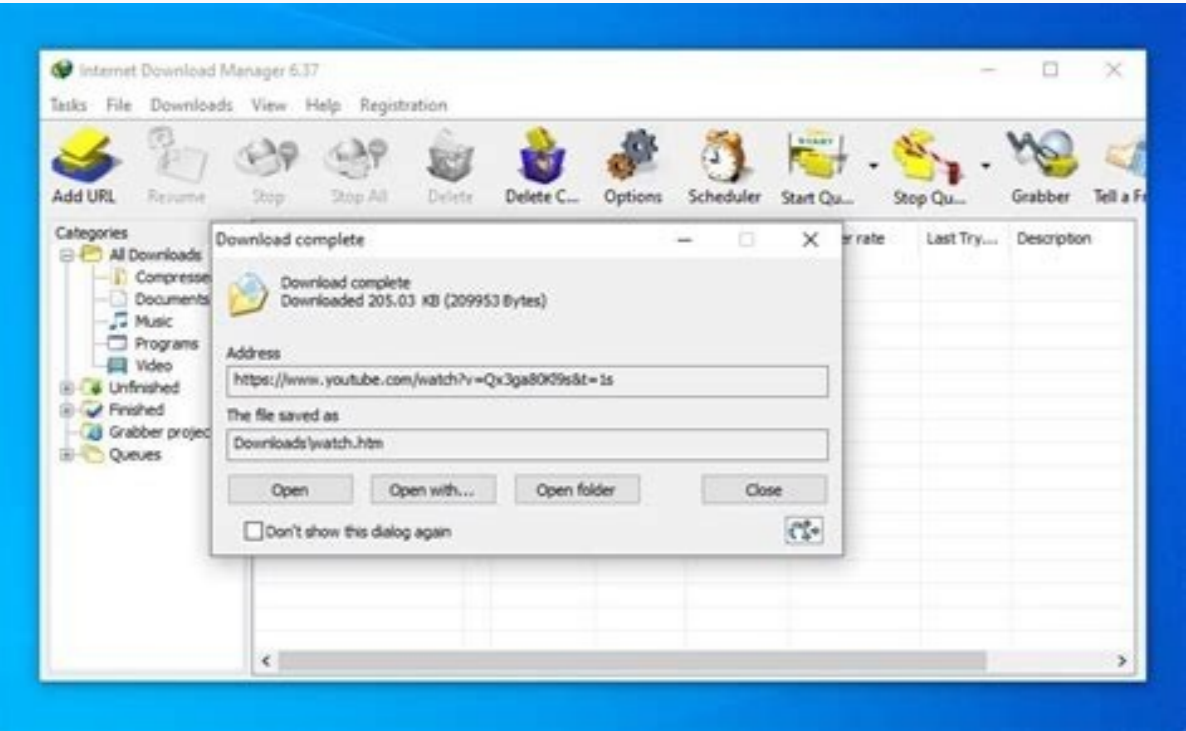 Internet Download Manager 6.37
Tasks File Downloads View Help Registration
Add URL Resume Stop Stop All Delete Delete C... Options Scheduler Start Qu... Stop Qu... Grabber Tell a Fr
Categories
All Downloads
Compresse
Documents
Music
Programs
Video
Unfinished
Finished
Grabber projec
Queues
er rate Last Try... Description
Download complete
Download complete
Downloaded 205.03 KB (209953 Bytes)
Address
https://www.youtube.com/watch?v=Qx3ga80Kf9s&t=1s
The file saved as
Downloads\watch.htm
Open Open with... Open folder Close
Don't show this dialog again